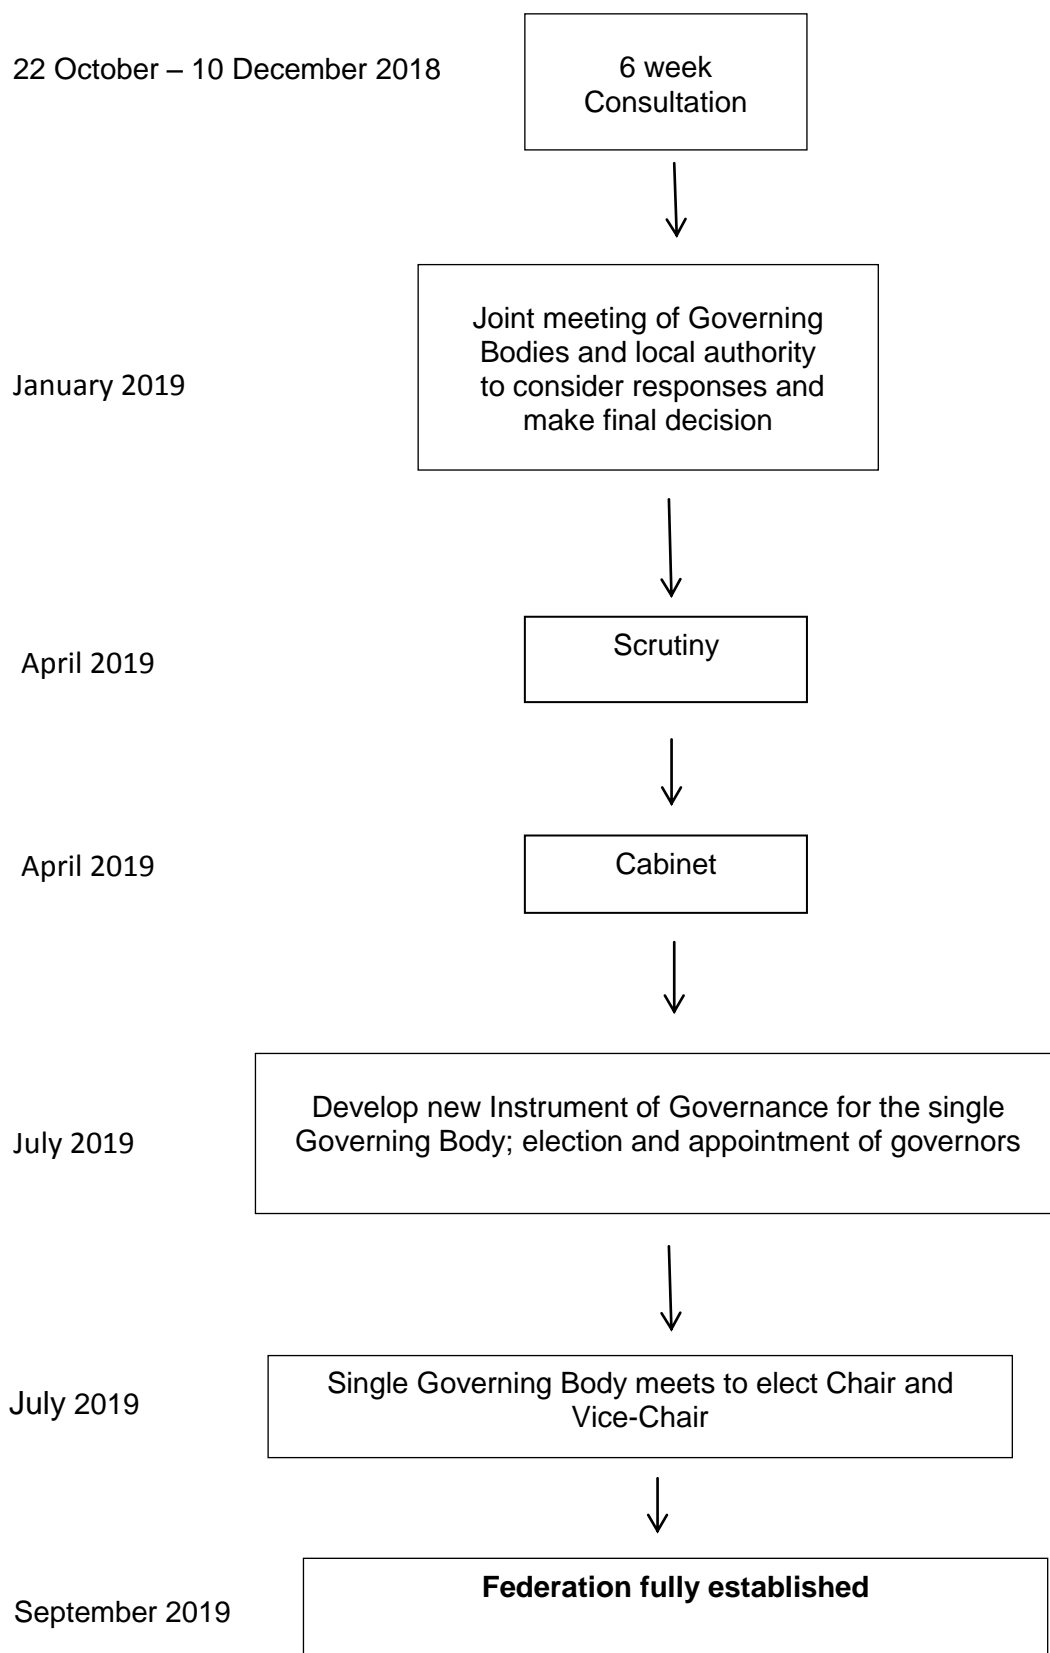 22 October – 10 December 2018
6 week
Consultation
January 2019
Joint meeting of Governing
Bodies and local authority
to consider responses and
make final decision
April 2019
Scrutiny
April 2019
Cabinet
July 2019
Develop new Instrument of Governance for the single
Governing Body; election and appointment of governors
July 2019
Single Governing Body meets to elect Chair and
Vice-Chair
September 2019
Federation fully established